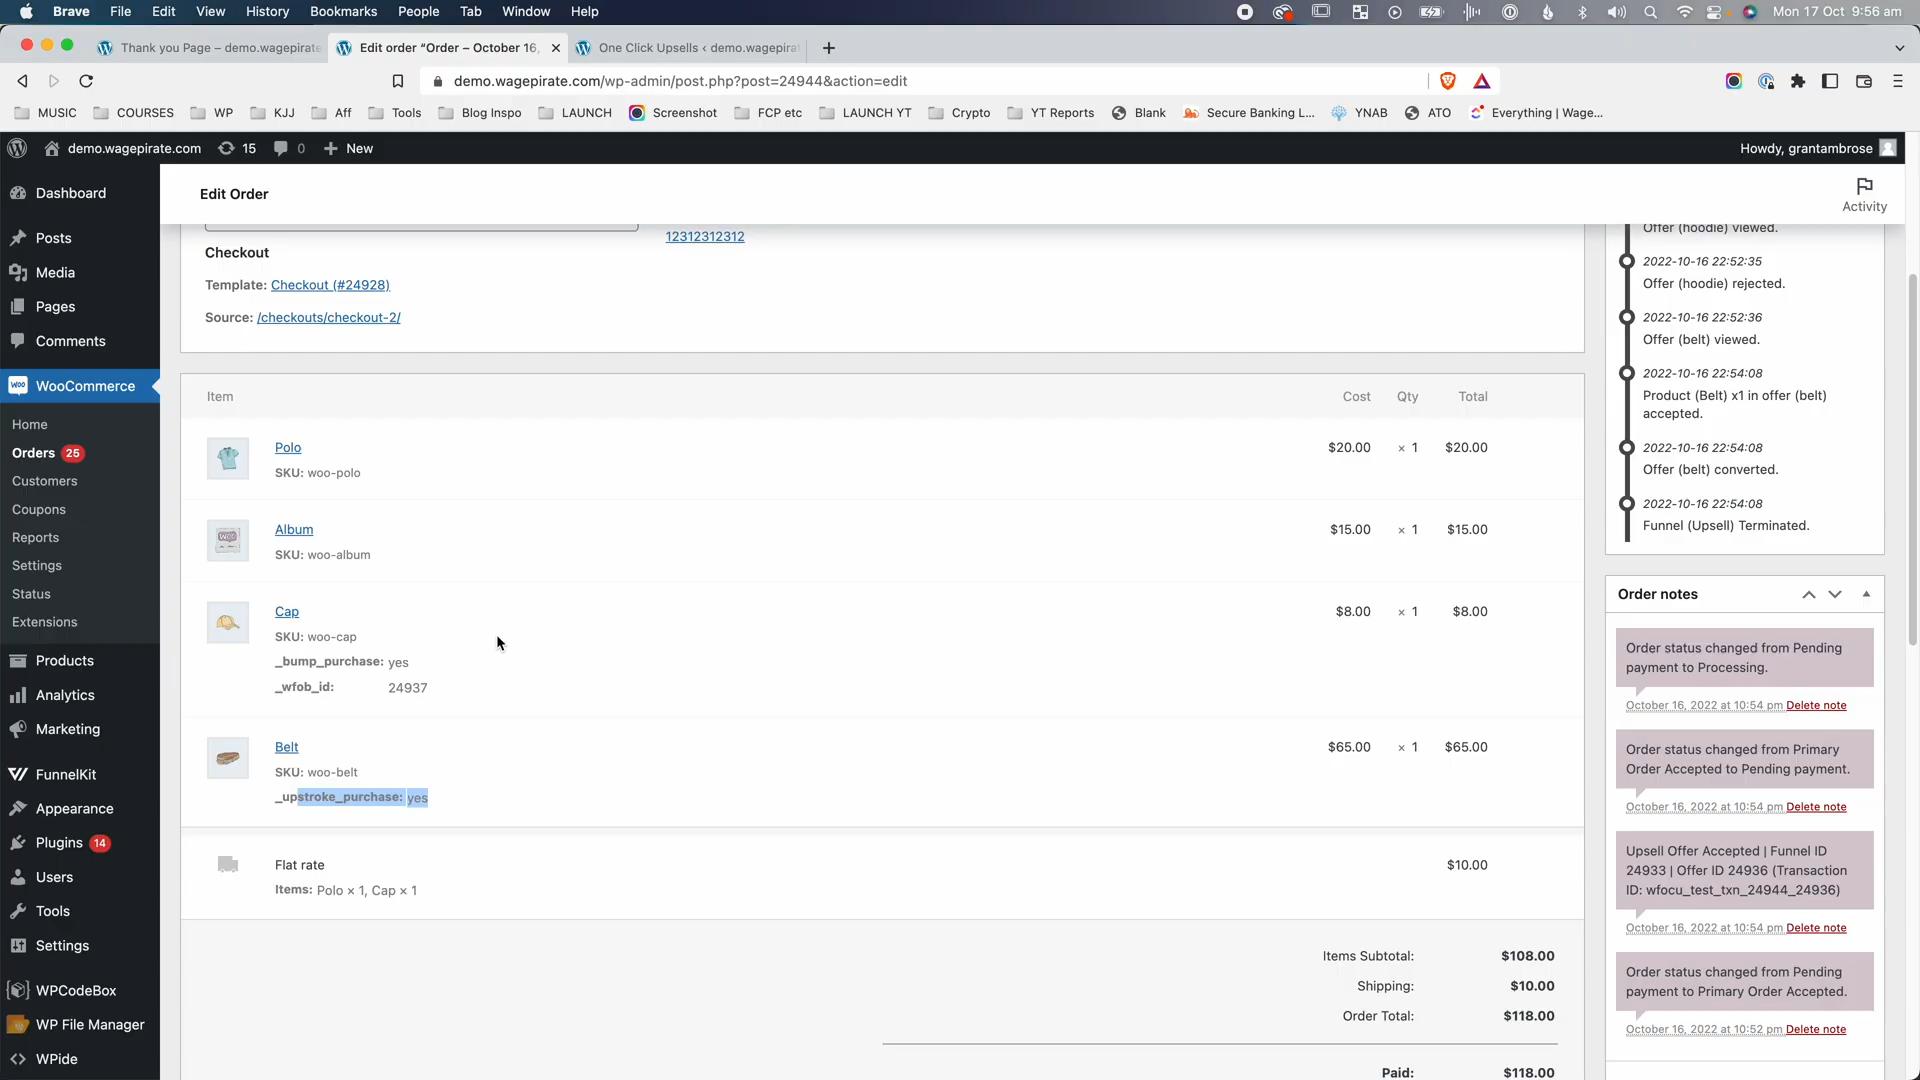 Brave File Edit View History Bookmarks People Tab Window Help
Mon 17 Oct 9:56 am
Thank you Page – demo.wagepirate
Edit order “Order – October 16,
One Click Upsells ‹ demo.wagepirat
demo.wagepirate.com/wp-admin/post.php?post=24944&action=edit
MUSIC COURSES WP KJJ Aff Tools Blog Inspo LAUNCH Screenshot FCP etc LAUNCH YT Crypto YT Reports Blank Secure Banking L... YNAB ATO Everything | Wage...
demo.wagepirate.com 15 0 New
Howdy, grantambrose
Dashboard
Posts
Media
Pages
Comments
WooCommerce
Home
Orders 25
Customers
Coupons
Reports
Settings
Status
Extensions
Products
Analytics
Marketing
FunnelKit
Appearance
Plugins 14
Users
Tools
Settings
WPCodeBox
WP File Manager
WPide
Edit Order
Activity
12312312312
Checkout
Template: Checkout (#24928)
Source: /checkouts/checkout-2/
Item Cost Qty Total
Polo $20.00 × 1 $20.00
SKU: woo-polo
Album $15.00 × 1 $15.00
WOO
SKU: woo-album
Cap $8.00 × 1 $8.00
SKU: woo-cap
_bump_purchase: yes
_wfob_id: 24937
Belt $65.00 × 1 $65.00
SKU: woo-belt
_upstroke_purchase: yes
Flat rate $10.00
Items: Polo × 1, Cap × 1
Items Subtotal: $108.00
Shipping: $10.00
Order Total: $118.00
Paid: $118.00
Offer (hoodie) viewed.
2022-10-16 22:52:35
Offer (hoodie) rejected.
2022-10-16 22:52:36
Offer (belt) viewed.
2022-10-16 22:54:08
Product (Belt) x1 in offer (belt)
accepted.
2022-10-16 22:54:08
Offer (belt) converted.
2022-10-16 22:54:08
Funnel (Upsell) Terminated.
Order notes
Order status changed from Pending
payment to Processing.
October 16, 2022 at 10:54 pm Delete note
Order status changed from Primary
Order Accepted to Pending payment.
October 16, 2022 at 10:54 pm Delete note
Upsell Offer Accepted | Funnel ID
24933 | Offer ID 24936 (Transaction
ID: wfocu_test_txn_24944_24936)
October 16, 2022 at 10:54 pm Delete note
Order status changed from Pending
payment to Primary Order Accepted.
October 16, 2022 at 10:52 pm Delete note